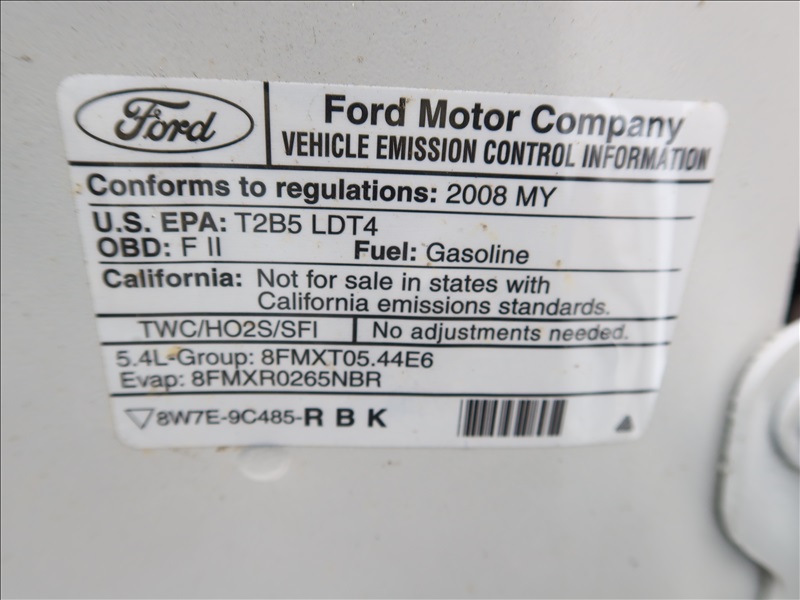 Ford
Ford Motor Company
VEHICLE EMISSION CONTROL INFORMATION
Conforms to regulations: 2008 MY
U.S. EPA: T2B5 LDT4
OBD: F II Fuel: Gasoline
California: Not for sale in states with
California emissions standards.
TWC/HO2S/SFI No adjustments needed.
5.4L-Group: 8FMXT05.44E6
Evap: 8FMXR0265NBR
8W7E-9C485-R B K